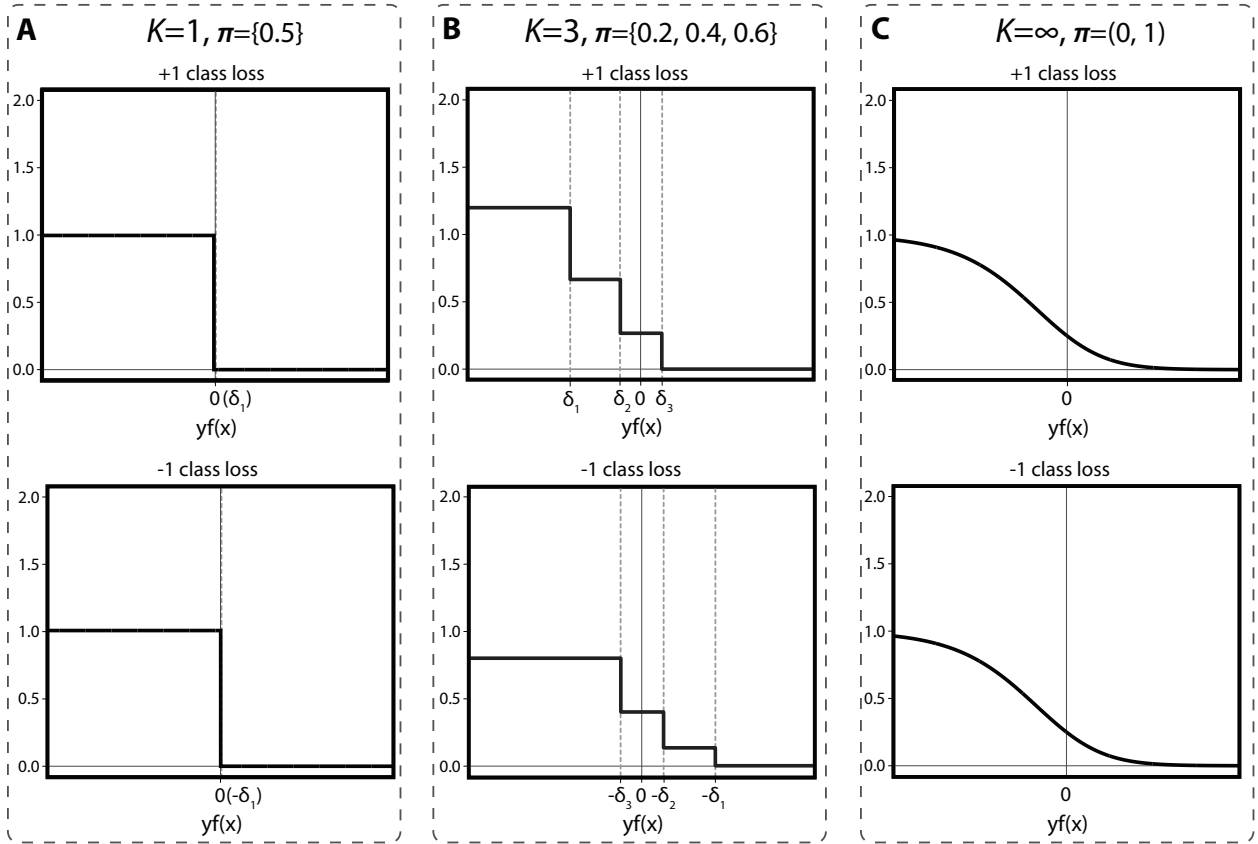 A
K=1, π={0.5}
+1 class loss
2.0
1.5
1.0
0.5
0.0
0(δ₁)
yf(x)
-1 class loss
2.0
1.5
1.0
0.5
0.0
0(-δ₁)
yf(x)
B
K=3, π={0.2, 0.4, 0.6}
+1 class loss
2.0
1.5
1.0
0.5
0.0
δ₁ δ₂ 0 δ₃
yf(x)
-1 class loss
2.0
1.5
1.0
0.5
0.0
-δ₃ 0 -δ₂ -δ₁
yf(x)
C
K=∞, π=(0, 1)
+1 class loss
2.0
1.5
1.0
0.5
0.0
0
yf(x)
-1 class loss
2.0
1.5
1.0
0.5
0.0
0
yf(x)